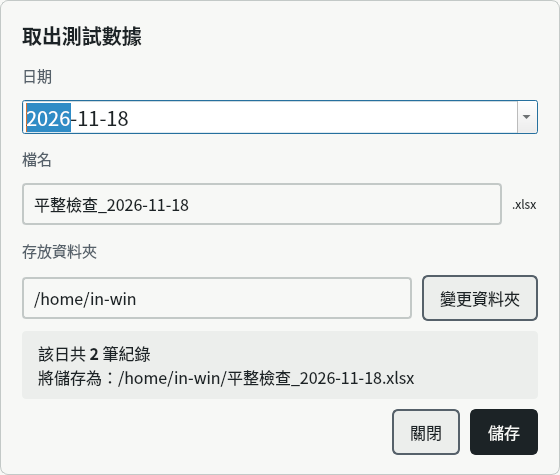 取出測試數據
日期
2026-11-18
檔名
平整檢查_2026-11-18
.xlsx
存放資料夾
/home/in-win
變更資料夾
該日共 2 筆紀錄
將儲存為：/home/in-win/平整檢查_2026-11-18.xlsx
關閉
儲存